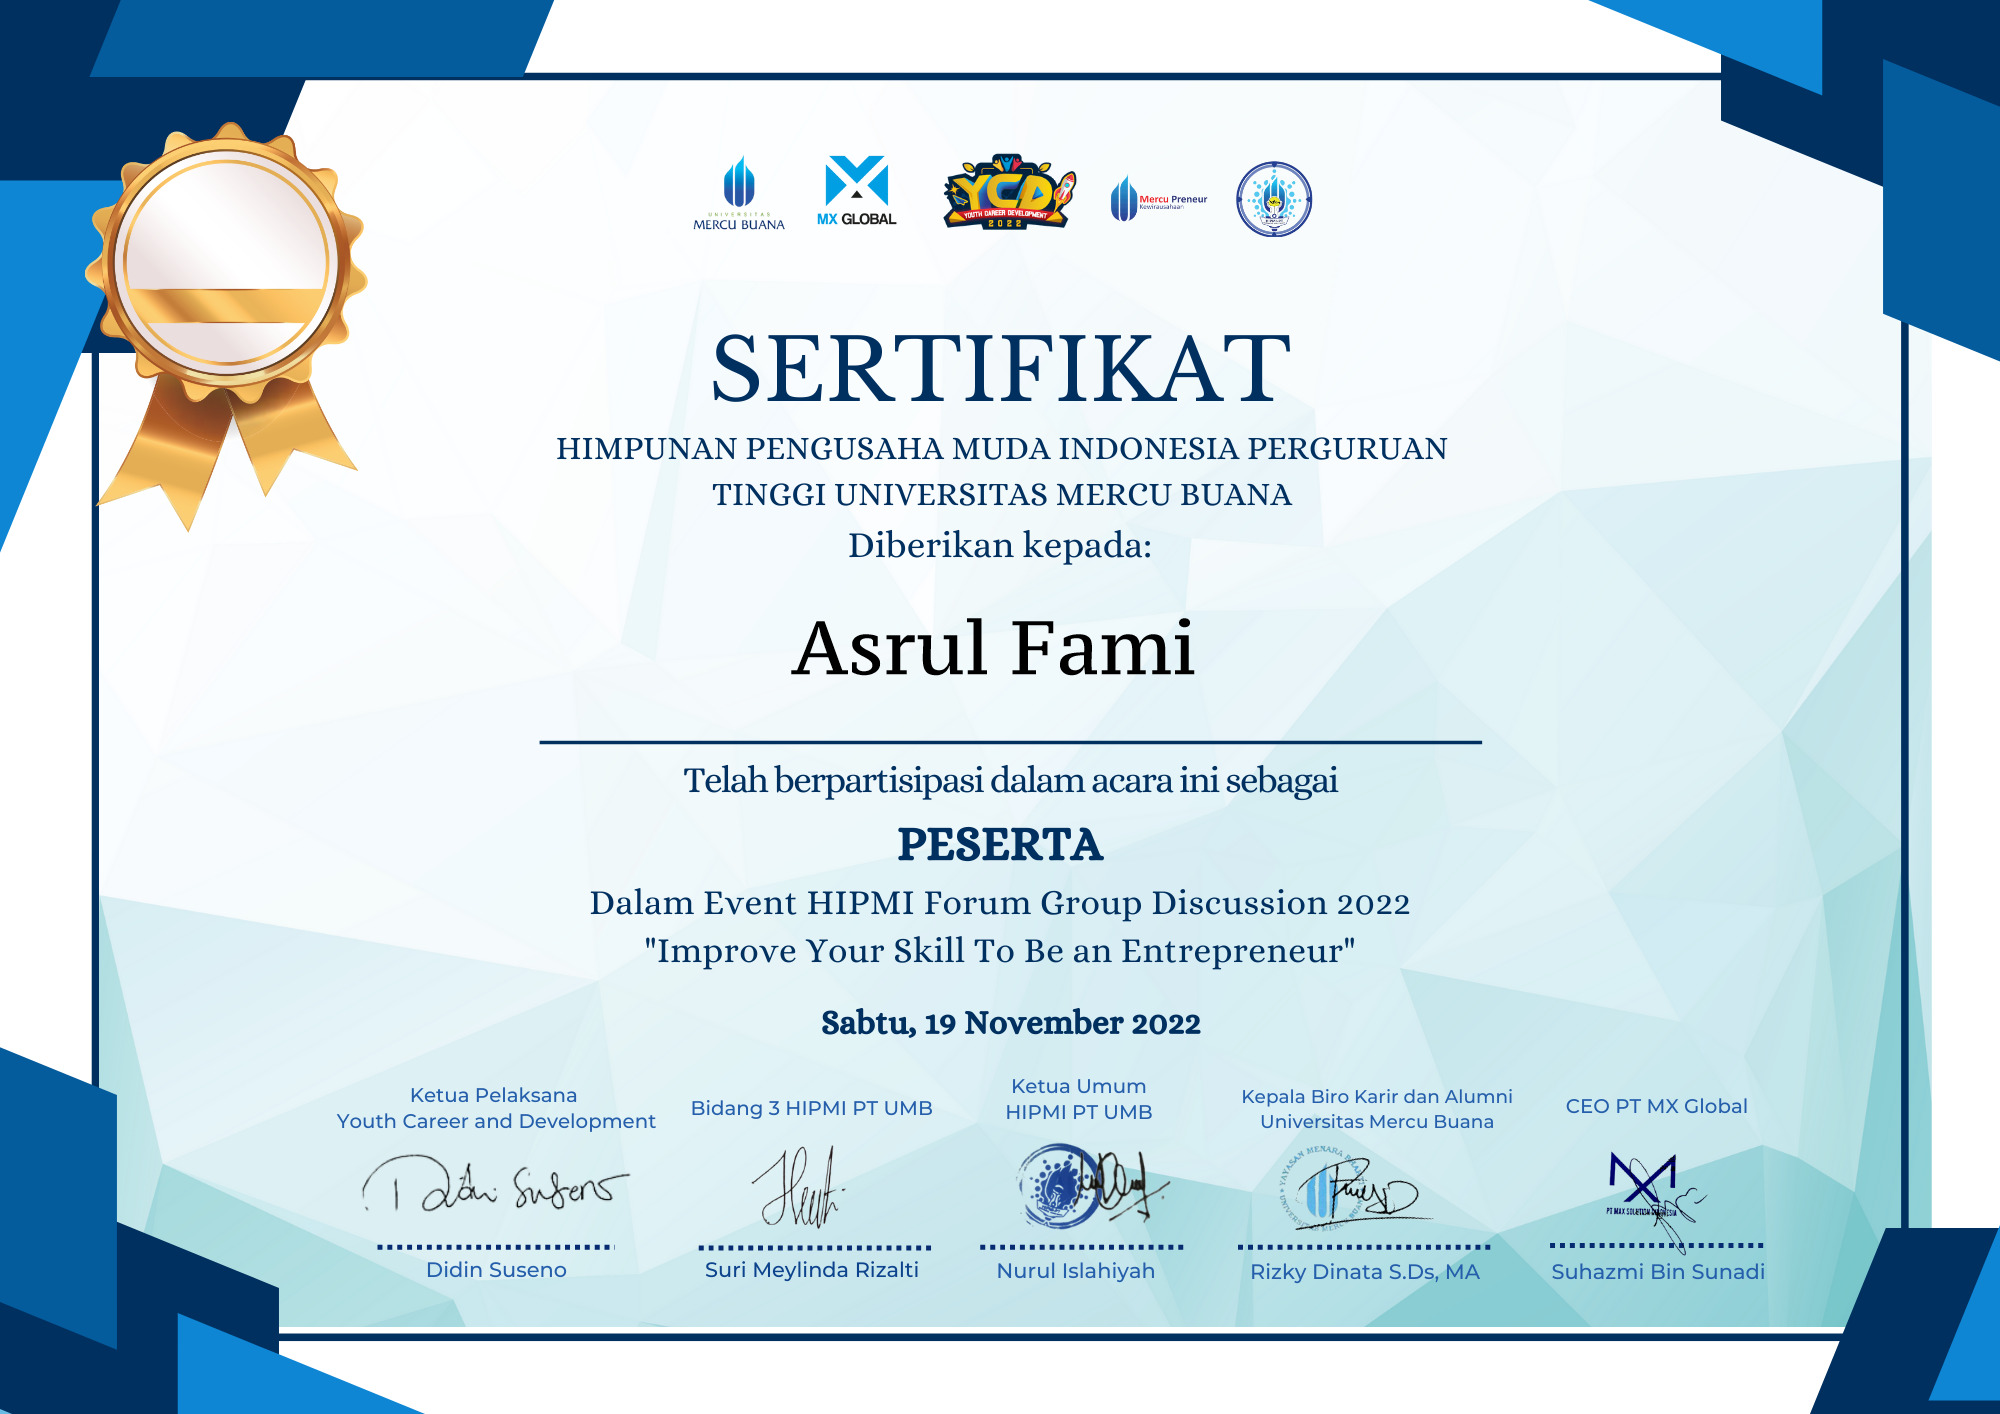 UNIVERSITAS
MERCU BUANA
MX GLOBAL
YCD
YOUTH CAREER DEVELOPMENT
2022
Mercu Preneur
Kewirausahaan
SERTIFIKAT
HIMPUNAN PENGUSAHA MUDA INDONESIA PERGURUAN
TINGGI UNIVERSITAS MERCU BUANA
Diberikan kepada:
Asrul Fami
Telah berpartisipasi dalam acara ini sebagai
PESERTA
Dalam Event HIPMI Forum Group Discussion 2022
"Improve Your Skill To Be an Entrepreneur"
Sabtu, 19 November 2022
Ketua Pelaksana
Youth Career and Development
Didin Suseno
Bidang 3 HIPMI PT UMB
Suri Meylinda Rizalti
Ketua Umum
HIPMI PT UMB
Nurul Islahiyah
Kepala Biro Karir dan Alumni
Universitas Mercu Buana
YAYASAN MENARA
Rizky Dinata S.Ds, MA
CEO PT MX Global
PT MAX
Suhazmi Bin Sunadi